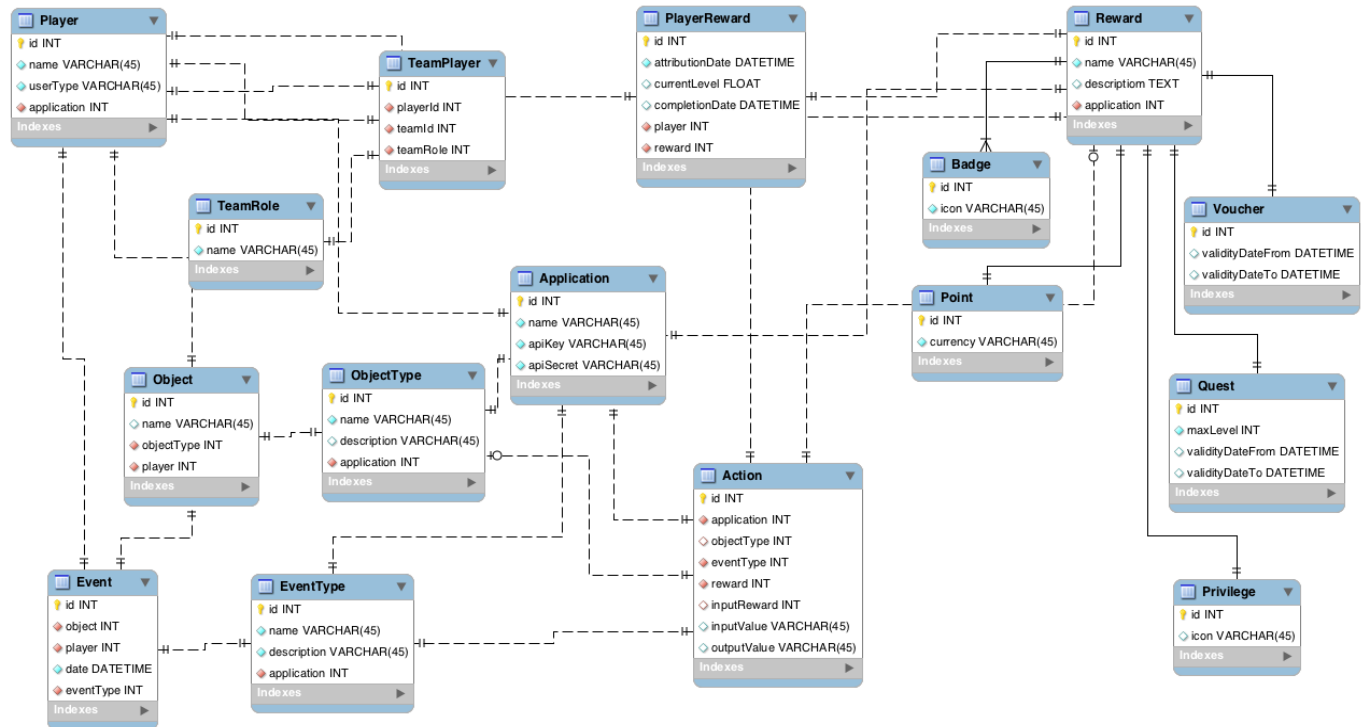 Player
id INT
name VARCHAR(45)
userType VARCHAR(45)
application INT
Indexes
TeamPlayer
id INT
playerId INT
teamId INT
teamRole INT
Indexes
PlayerReward
id INT
attributionDate DATETIME
currentLevel FLOAT
completionDate DATETIME
player INT
reward INT
Indexes
Reward
id INT
name VARCHAR(45)
descriptiom TEXT
application INT
Indexes
Badge
id INT
icon VARCHAR(45)
Indexes
TeamRole
id INT
name VARCHAR(45)
Indexes
Voucher
id INT
validityDateFrom DATETIME
validityDateTo DATETIME
Indexes
Application
id INT
name VARCHAR(45)
apiKey VARCHAR(45)
apiSecret VARCHAR(45)
Indexes
Point
id INT
currency VARCHAR(45)
Indexes
Object
id INT
name VARCHAR(45)
objectType INT
player INT
Indexes
ObjectType
id INT
name VARCHAR(45)
description VARCHAR(45)
application INT
Indexes
Quest
id INT
maxLevel INT
validityDateFrom DATETIME
validityDateTo DATETIME
Indexes
Action
id INT
application INT
objectType INT
eventType INT
reward INT
inputReward INT
inputValue VARCHAR(45)
outputValue VARCHAR(45)
Indexes
Event
id INT
object INT
player INT
date DATETIME
eventType INT
Indexes
EventType
id INT
name VARCHAR(45)
description VARCHAR(45)
application INT
Indexes
Privilege
id INT
icon VARCHAR(45)
Indexes